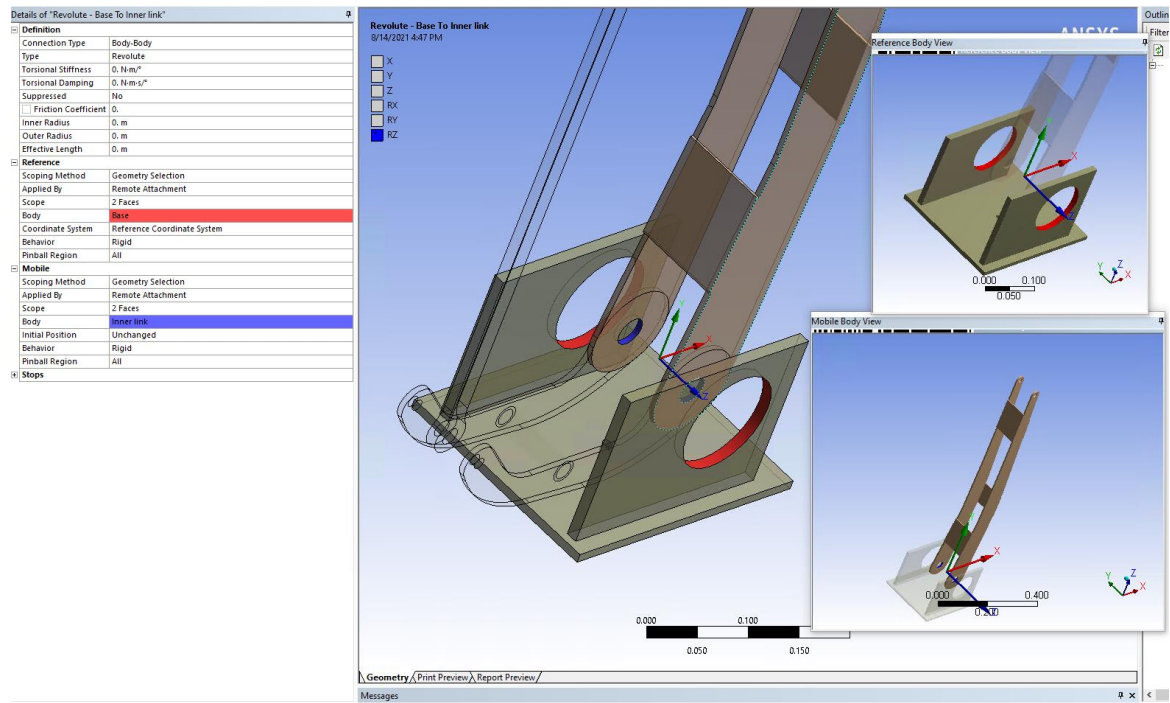 Details of "Revolute - Base To Inner link"
Definition
Connection Type Body-Body
Type Revolute
Torsional Stiffness 0. N·m/°
Torsional Damping 0. N·m·s/°
Suppressed No
Friction Coefficient 0.
Inner Radius 0. m
Outer Radius 0. m
Effective Length 0. m
Reference
Scoping Method Geometry Selection
Applied By Remote Attachment
Scope 2 Faces
Body Base
Coordinate System Reference Coordinate System
Behavior Rigid
Pinball Region All
Mobile
Scoping Method Geometry Selection
Applied By Remote Attachment
Scope 2 Faces
Body Inner link
Initial Position Unchanged
Behavior Rigid
Pinball Region All
Stops
Revolute - Base To Inner link
8/14/2021 4:47 PM
X
Y
Z
RX
RY
RZ
Y
X
Z
0.000 0.100
0.050 0.150
Geometry Print Preview Report Preview
Messages
ANSYS
Reference Body View
Y
X
Z
0.000 0.100
0.050
Y Z X
Mobile Body View
Y
X
Z
0.000 0.400
0.200
Y Z X
Outlin
Filter